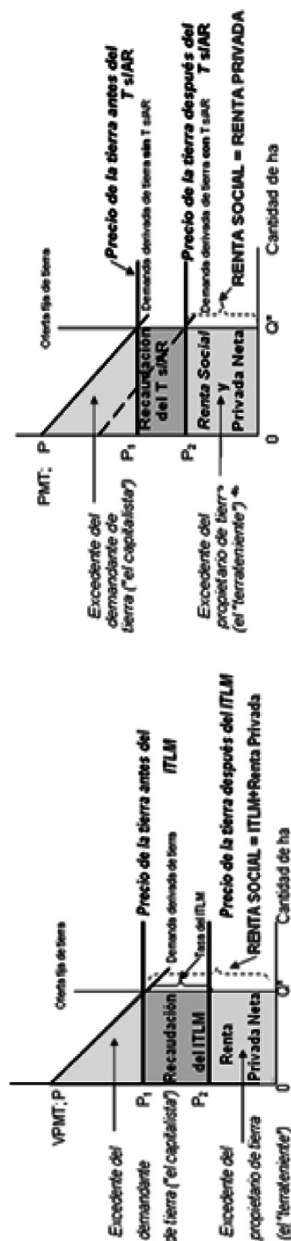 VPMT; P
Oferta fija de tierra
Excedente del
demandante
de tierra ("el capitalista")
P₁
Precio de la tierra antes del
ITLM
Demanda derivada de tierra
Recaudación
del ITLM
Tasa del ITLM
P₂
Precio de la tierra después del ITLM
Renta
Privada Neta
RENTA SOCIAL = ITLM+Renta Privada
Excedente del
propietario de tierra
(el "terrateniente")
0
Q*
Cantidad de ha
PMT; P
Oferta fija de tierra
Excedente del
demandante de
tierra ("el capitalista")
P₁
Precio de la tierra antes del
T s/AR
Demanda derivada de tierra sin T s/AR
Recaudación
del T s/AR
P₂
Precio de la tierra después del
T s/AR
Demanda derivada de tierra con T s/AR
Renta Social
y
Privada Neta
RENTA SOCIAL = RENTA PRIVADA
Excedente del
propietario de tierr
(el "terrateniente")
0
Q*
Cantidad de ha